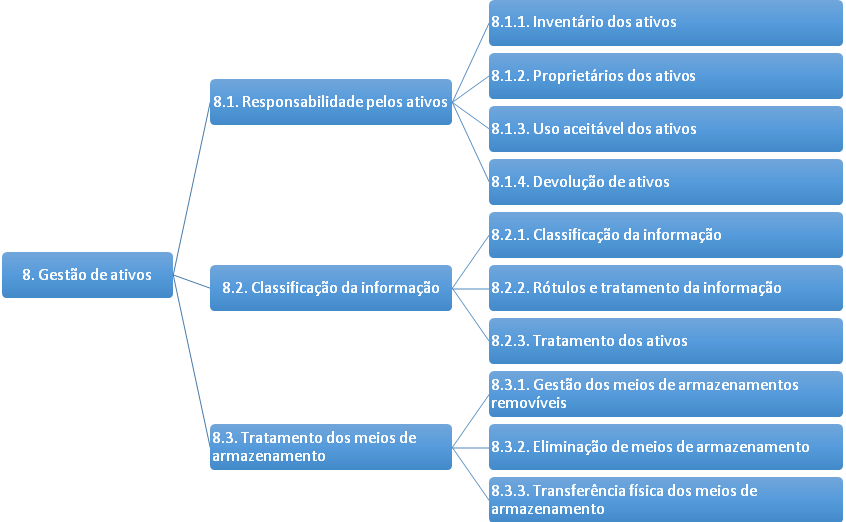 8. Gestão de ativos
8.1. Responsabilidade pelos ativos
8.1.1. Inventário dos ativos
8.1.2. Proprietários dos ativos
8.1.3. Uso aceitável dos ativos
8.1.4. Devolução de ativos
8.2. Classificação da informação
8.2.1. Classificação da informação
8.2.2. Rótulos e tratamento da informação
8.2.3. Tratamento dos ativos
8.3. Tratamento dos meios de
armazenamento
8.3.1. Gestão dos meios de armazenamentos
removíveis
8.3.2. Eliminação de meios de armazenamento
8.3.3. Transferência física dos meios de
armazenamento